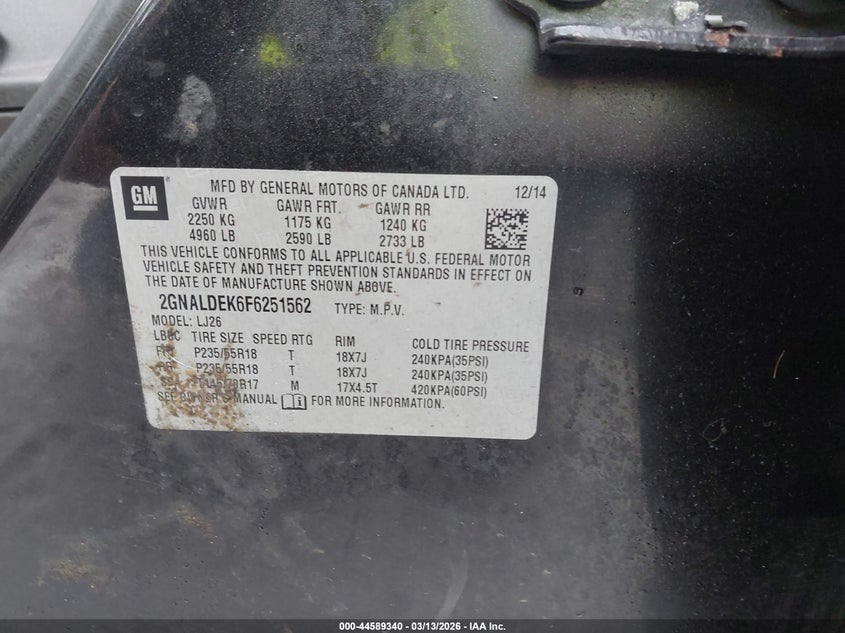 GM
MFD BY GENERAL MOTORS OF CANADA LTD. 12/14
GVWR GAWR FRT. GAWR RR
2250 KG 1175 KG 1240 KG
4960 LB 2590 LB 2733 LB
THIS VEHICLE CONFORMS TO ALL APPLICABLE U.S. FEDERAL MOTOR
VEHICLE SAFETY AND THEFT PREVENTION STANDARDS IN EFFECT ON
THE DATE OF MANUFACTURE SHOWN ABOVE.
2GNALDEK6F6251562 TYPE: M.P.V.
MODEL: LJ26
TIRE SIZE SPEED RTG RIM COLD TIRE PRESSURE
P235/55R18 T 18X7J 240KPA(35PSI)
P235/55R18 T 18X7J 240KPA(35PSI)
M 17X4.5T 420KPA(60PSI)
SEE OWNER'S MANUAL FOR MORE INFORMATION.
000-44589340 - 03/13/2026 - IAA Inc.